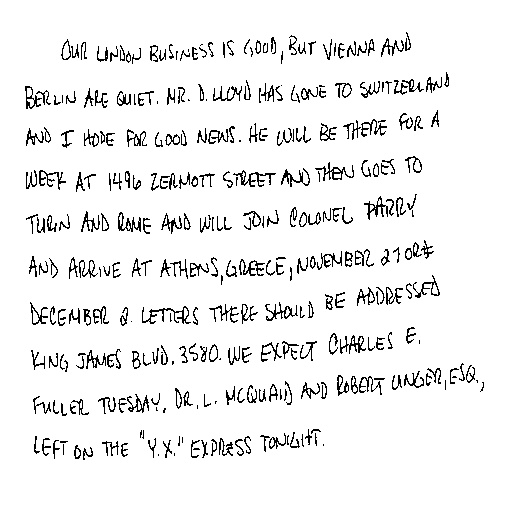 OUR LONDON BUSINESS IS GOOD, BUT VIENNA AND
BERLIN ARE QUIET. MR. D. LLOYD HAS GONE TO SWITZERLAND
AND I HOPE FOR GOOD NEWS. HE WILL BE THERE FOR A
WEEK AT 1496 ZERMOTT STREET AND THEN GOES TO
TURIN AND ROME AND WILL JOIN COLONEL PARRY
AND ARRIVE AT ATHENS, GREECE, NOVEMBER 27 OR
DECEMBER 2. LETTERS THERE SHOULD BE ADDRESSED
KING JAMES BLVD. 3580. WE EXPECT CHARLES E.
FULLER TUESDAY. DR. L. MCQUAID AND ROBERT UNGER, ESQ.,
LEFT ON THE "Y.X." EXPRESS TONIGHT.